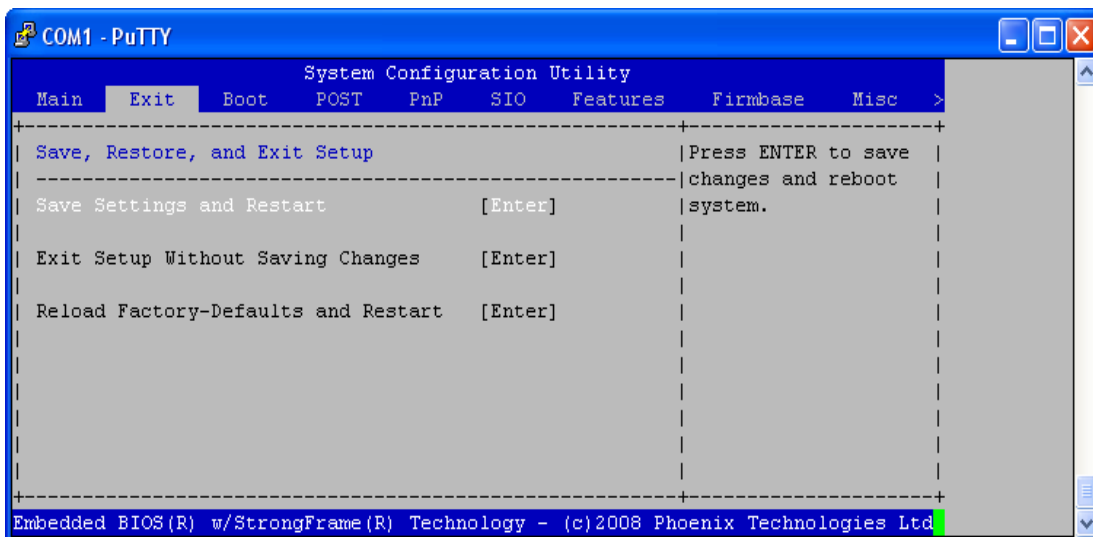 COM1 - PuTTY
System Configuration Utility
Main Exit Boot POST PnP SIO Features Firmbase Misc >
Save, Restore, and Exit Setup
Press ENTER to save
changes and reboot
system.
Save Settings and Restart [Enter]
Exit Setup Without Saving Changes [Enter]
Reload Factory-Defaults and Restart [Enter]
Embedded BIOS(R) w/StrongFrame(R) Technology - (c)2008 Phoenix Technologies Ltd